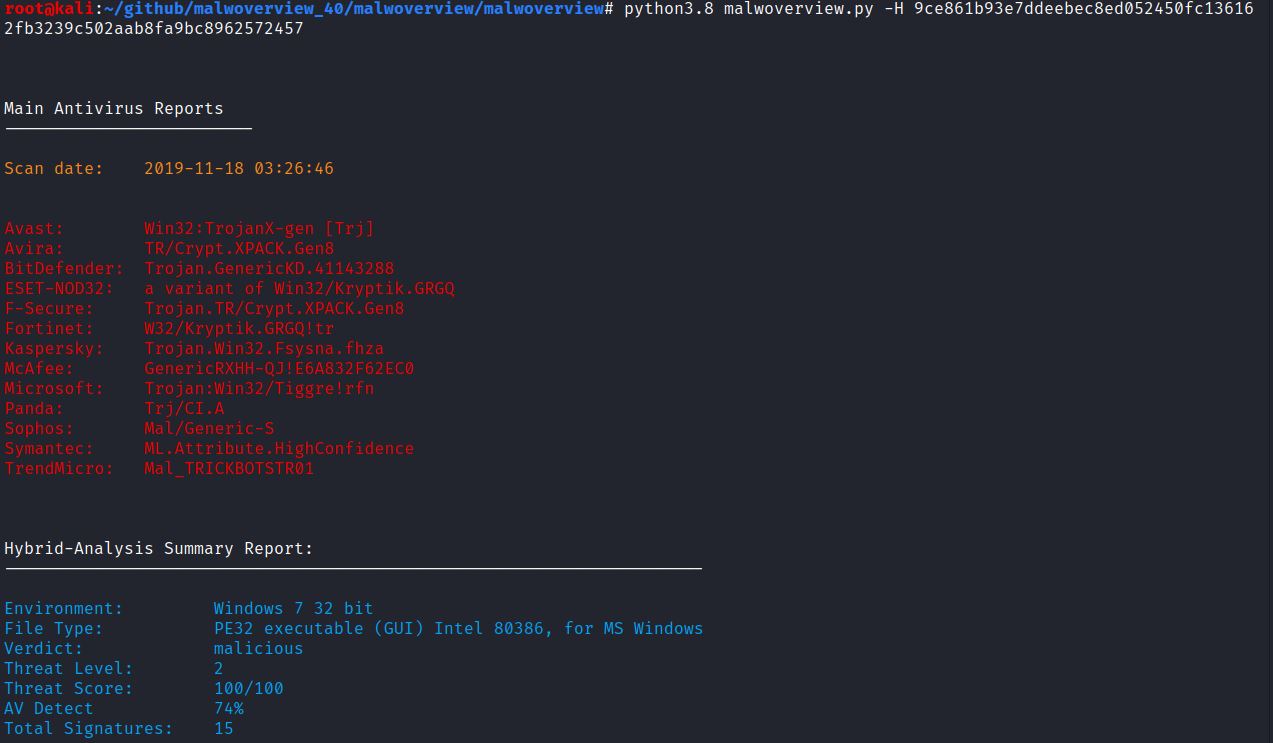 root@kali:~/github/malwoverview_40/malwoverview/malwoverview# python3.8 malwoverview.py -H 9ce861b93e7ddeebec8ed052450fc13616
2fb3239c502aab8fa9bc8962572457
Main Antivirus Reports
Scan date: 2019-11-18 03:26:46
Avast: Win32:TrojanX-gen [Trj]
Avira: TR/Crypt.XPACK.Gen8
BitDefender: Trojan.GenericKD.41143288
ESET-NOD32: a variant of Win32/Kryptik.GRGQ
F-Secure: Trojan.TR/Crypt.XPACK.Gen8
Fortinet: W32/Kryptik.GRGQ!tr
Kaspersky: Trojan.Win32.Fsysna.fhza
McAfee: GenericRXHH-QJ!E6A832F62EC0
Microsoft: Trojan:Win32/Tiggre!rfn
Panda: Trj/CI.A
Sophos: Mal/Generic-S
Symantec: ML.Attribute.HighConfidence
TrendMicro: Mal_TRICKBOTSTR01
Hybrid-Analysis Summary Report:
Environment: Windows 7 32 bit
File Type: PE32 executable (GUI) Intel 80386, for MS Windows
Verdict: malicious
Threat Level: 2
Threat Score: 100/100
AV Detect 74%
Total Signatures: 15